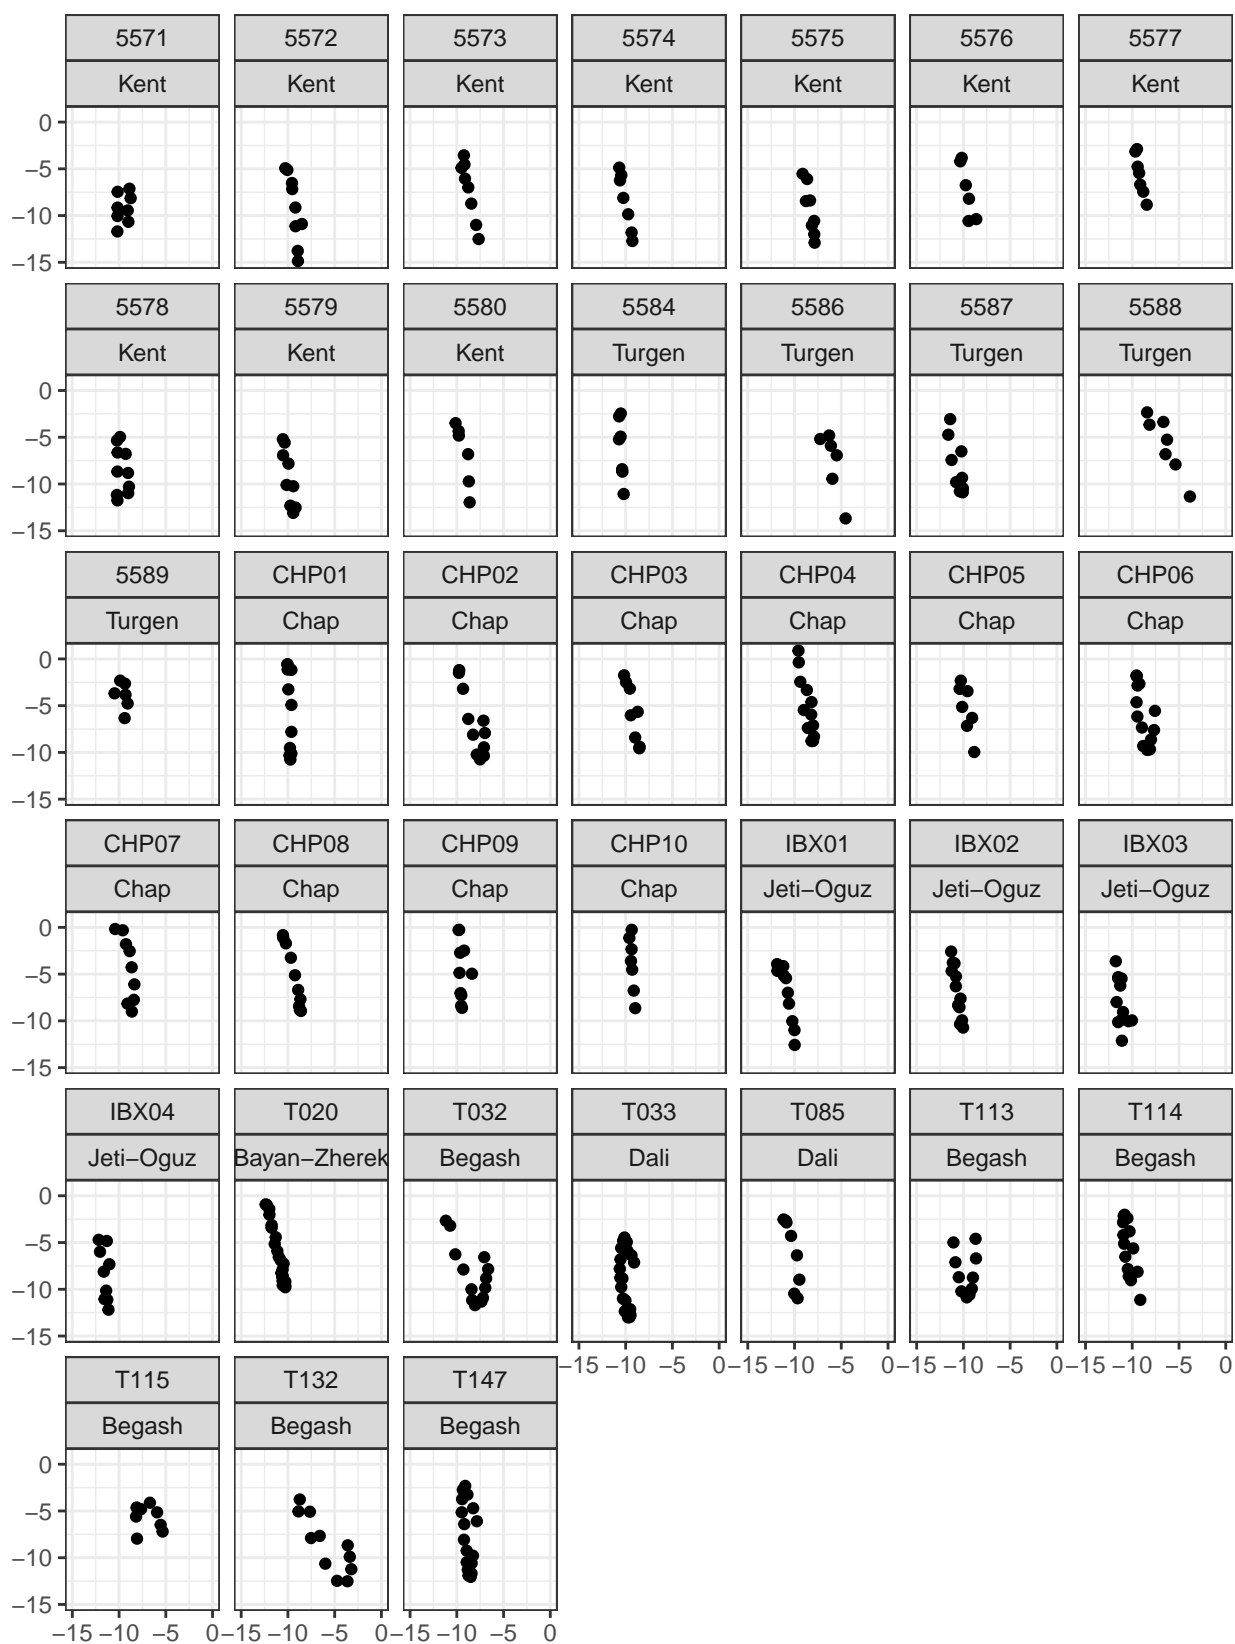 5571 5572 5573 5574 5575 5576 5577
Kent Kent Kent Kent Kent Kent Kent
0
−5
−10
−15
5578 5579 5580 5584 5586 5587 5588
Kent Kent Kent Turgen Turgen Turgen Turgen
0
−5
−10
−15
5589 CHP01 CHP02 CHP03 CHP04 CHP05 CHP06
Turgen Chap Chap Chap Chap Chap Chap
0
−5
−10
−15
CHP07 CHP08 CHP09 CHP10 IBX01 IBX02 IBX03
Chap Chap Chap Chap Jeti−Oguz Jeti−Oguz Jeti−Oguz
0
−5
−10
−15
IBX04 T020 T032 T033 T085 T113 T114
Jeti−Oguz Bayan−Zherek Begash Dali Dali Begash Begash
0
−5
−10
−15
−15 −10 −5 0 −15 −10 −5 0 −15 −10 −5 0 −15 −10 −5 0
T115 T132 T147
Begash Begash Begash
0
−5
−10
−15
−15 −10 −5 0 −15 −10 −5 0 −15 −10 −5 0